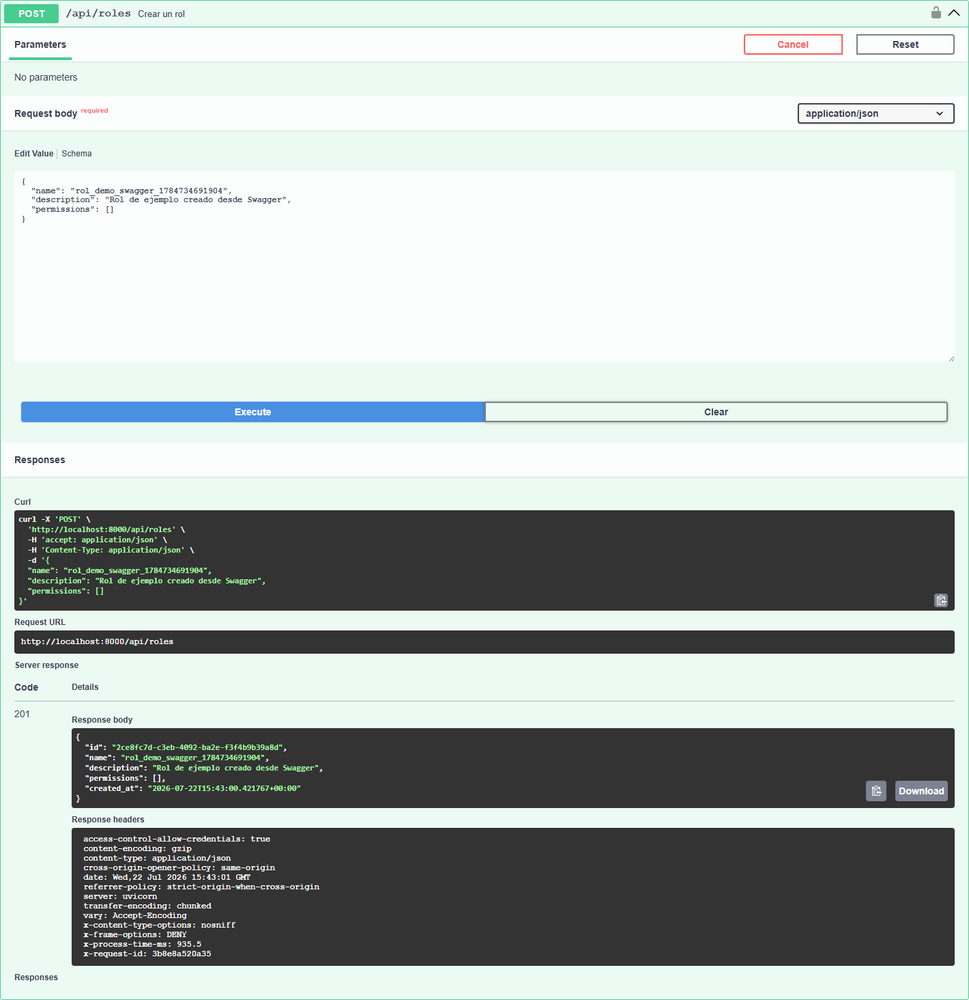 POST /api/roles Crear un rol
Parameters
Cancel
Reset
No parameters
Request body required
application/json
Edit Value Schema
{
  "name": "rol_demo_swagger_1784734691904",
  "description": "Rol de ejemplo creado desde Swagger",
  "permissions": []
}
Execute
Clear
Responses
Curl
curl -X 'POST' \
  'http://localhost:8000/api/roles' \
  -H 'accept: application/json' \
  -H 'Content-Type: application/json' \
  -d '{
  "name": "rol_demo_swagger_1784734691904",
  "description": "Rol de ejemplo creado desde Swagger",
  "permissions": []
}'
Request URL
http://localhost:8000/api/roles
Server response
Code Details
201
Response body
{
  "id": "2ce8fc7d-c3eb-4092-ba2e-f3f4b9b39a8d",
  "name": "rol_demo_swagger_1784734691904",
  "description": "Rol de ejemplo creado desde Swagger",
  "permissions": [],
  "created_at": "2026-07-22T15:43:00.421767+00:00"
}
Download
Response headers
access-control-allow-credentials: true
content-encoding: gzip
content-type: application/json
cross-origin-opener-policy: same-origin
date: Wed,22 Jul 2026 15:43:01 GMT
referrer-policy: strict-origin-when-cross-origin
server: uvicorn
transfer-encoding: chunked
vary: Accept-Encoding
x-content-type-options: nosniff
x-frame-options: DENY
x-process-time-ms: 935.5
x-request-id: 3b8e8a520a35
Responses